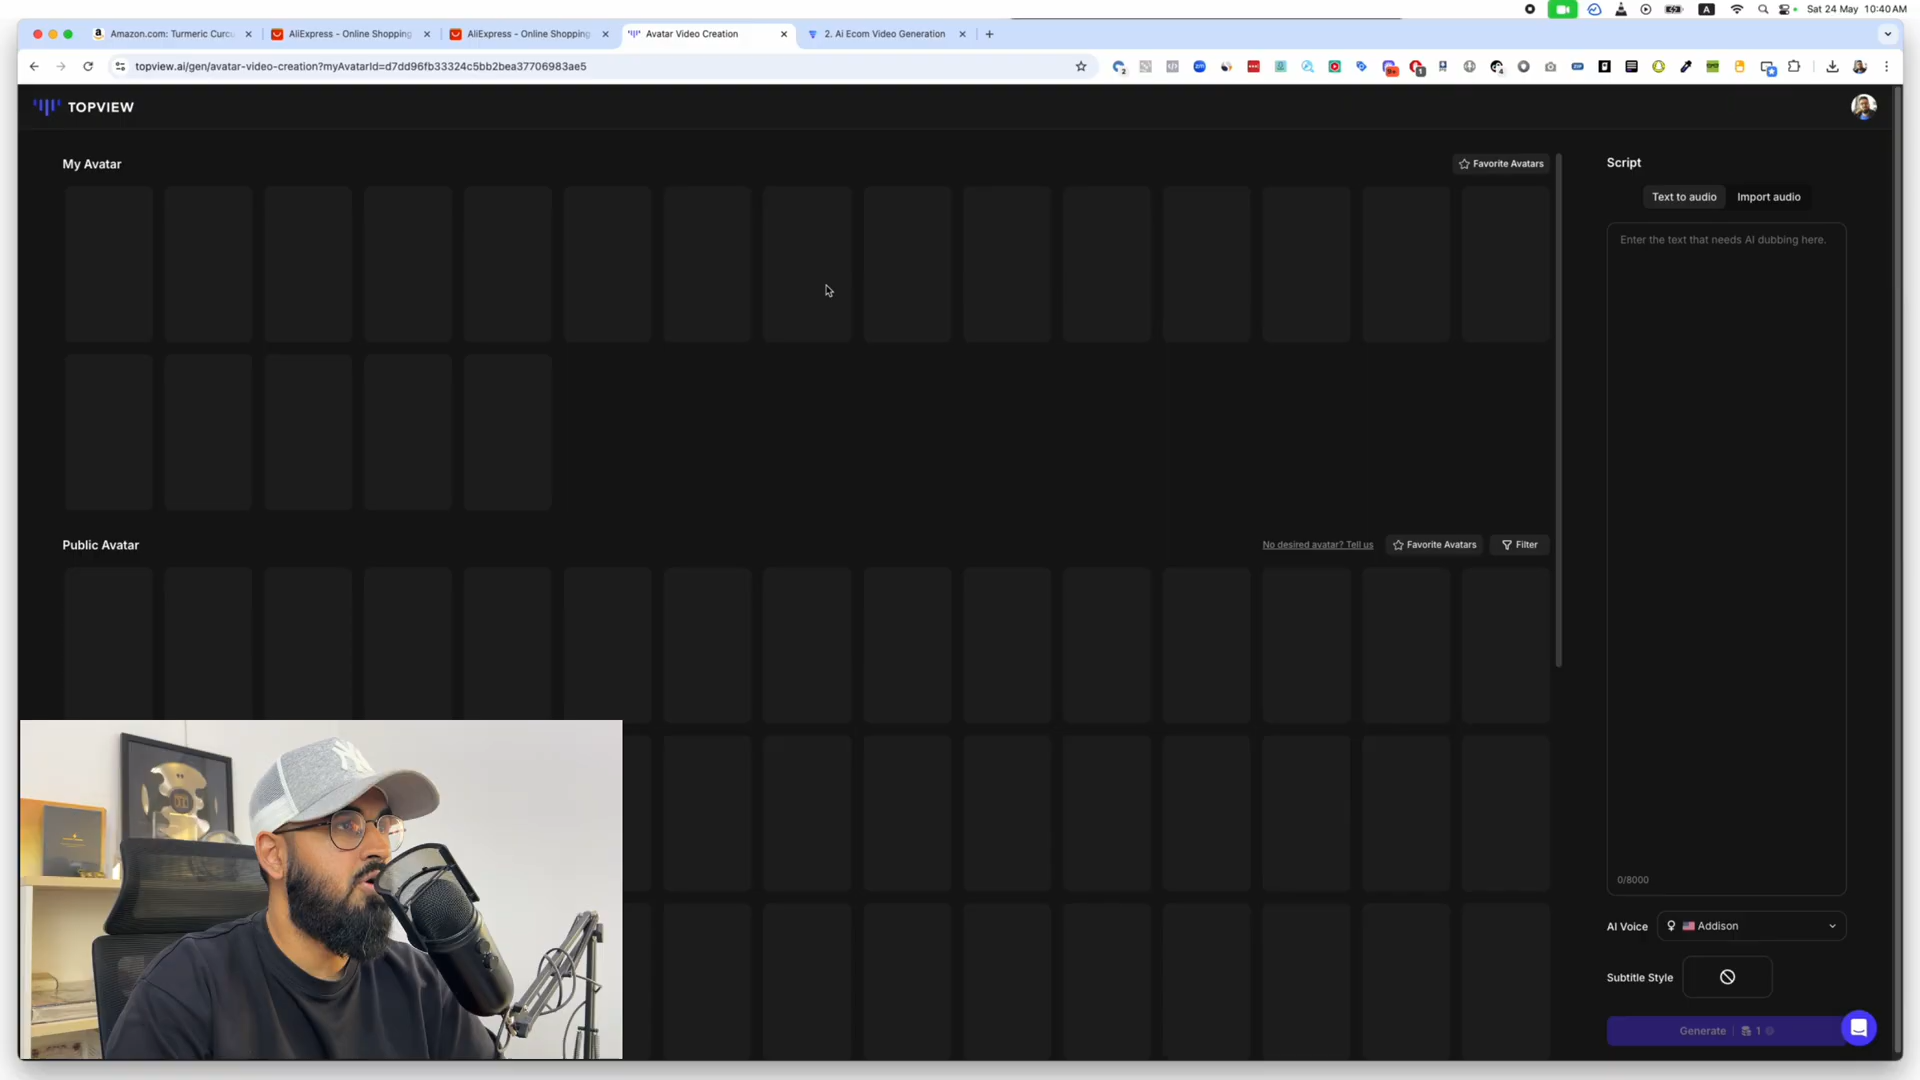 Sat 24 May 10:40 AM
Amazon.com: Turmeric Curcu
AliExpress - Online Shopping
AliExpress - Online Shopping
Avatar Video Creation
2. Ai Ecom Video Generation
topview.ai/gen/avatar-video-creation?myAvatarId=d7dd96fb33324c5bb2bea37706983ae5
TOPVIEW
My Avatar
Favorite Avatars
Script
Text to audio
Import audio
Enter the text that needs AI dubbing here.
Public Avatar
No desired avatar? Tell us
Favorite Avatars
Filter
0/8000
AI Voice
Addison
Subtitle Style
Generate
1